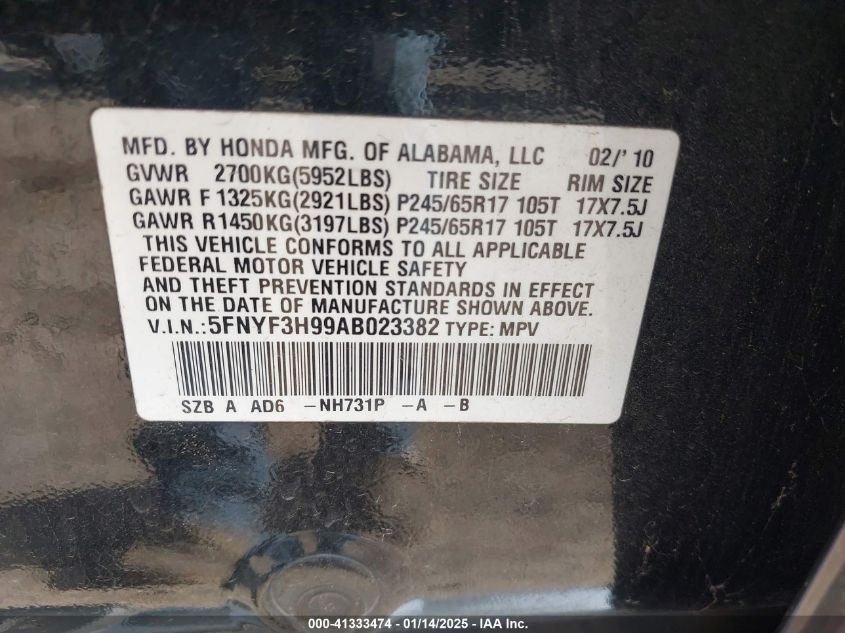 MFD. BY HONDA MFG. OF ALABAMA, LLC 02/'10
GVWR 2700KG(5952LBS) TIRE SIZE RIM SIZE
GAWR F 1325KG(2921LBS) P245/65R17 105T 17X7.5J
GAWR R1450KG(3197LBS) P245/65R17 105T 17X7.5J
THIS VEHICLE CONFORMS TO ALL APPLICABLE
FEDERAL MOTOR VEHICLE SAFETY
AND THEFT PREVENTION STANDARDS IN EFFECT
ON THE DATE OF MANUFACTURE SHOWN ABOVE.
V.I.N.:5FNYF3H99AB023382 TYPE: MPV
SZB A AD6 -NH731P -A -B
000-41333474 - 01/14/2025 - IAA Inc.